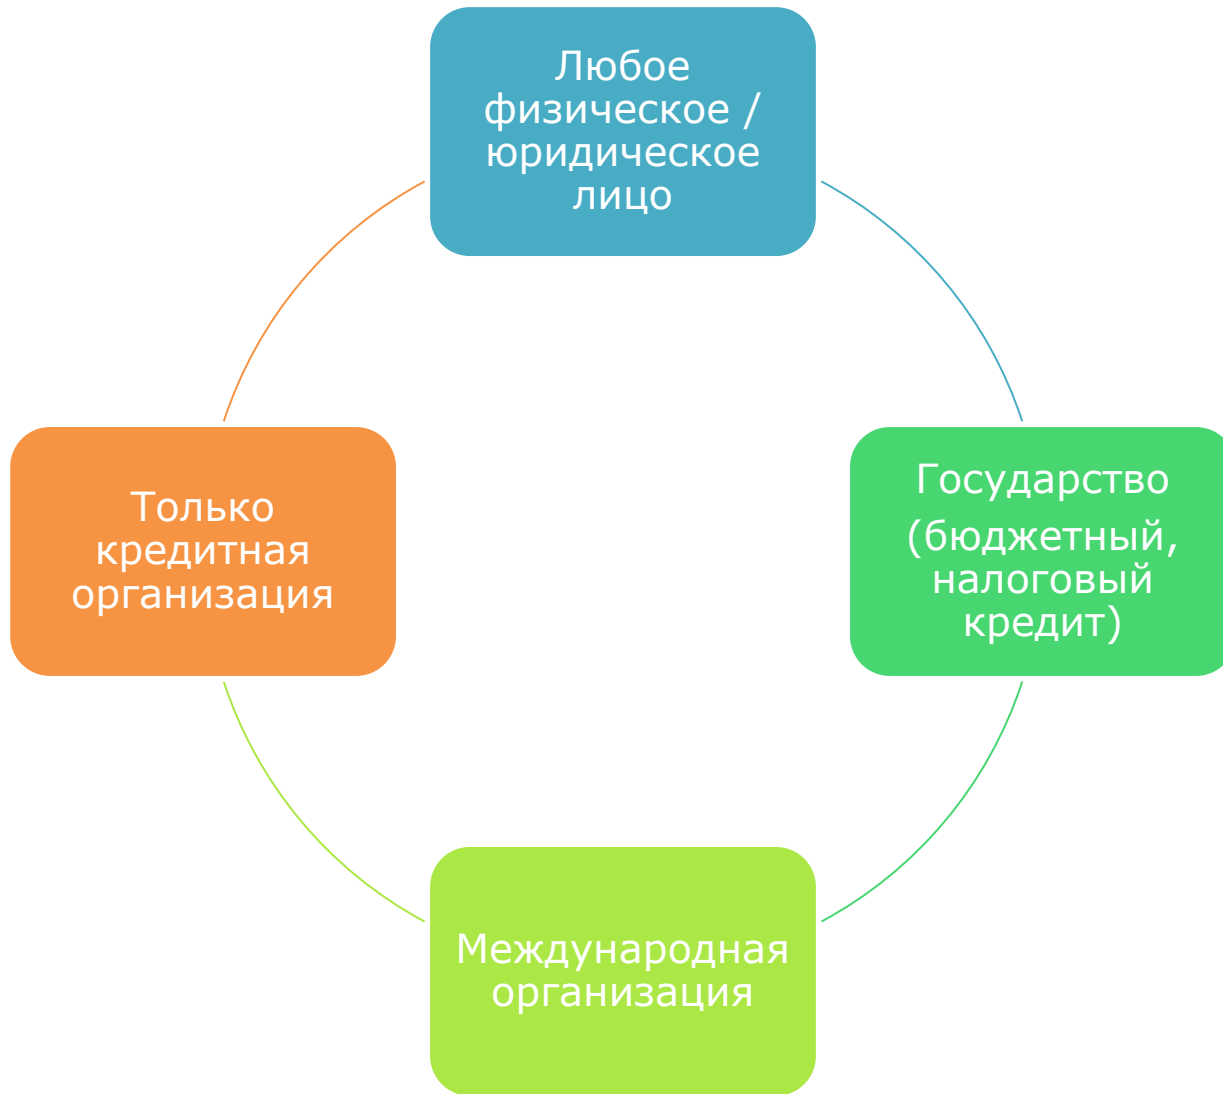 Любое
физическое /
юридическое
лицо
Государство
(бюджетный,
налоговый
кредит)
Международная
организация
Только
кредитная
организация